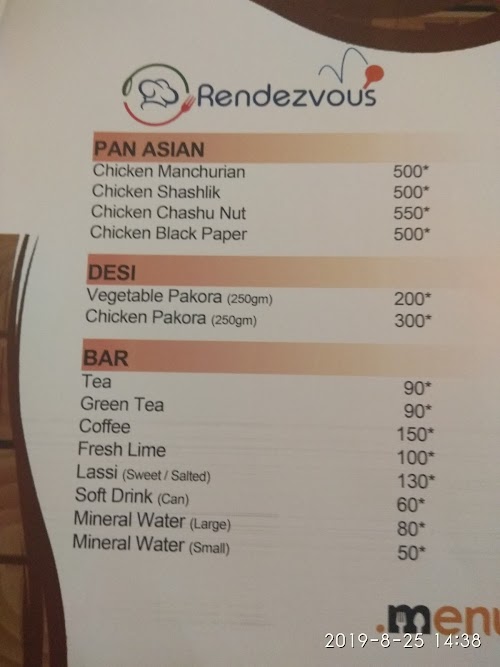 Rendezvous
PAN ASIAN
Chicken Manchurian 500*
Chicken Shashlik 500*
Chicken Chashu Nut 550*
Chicken Black Paper 500*
DESI
Vegetable Pakora (250gm) 200*
Chicken Pakora (250gm) 300*
BAR
Tea 90*
Green Tea 90*
Coffee 150*
Fresh Lime 100*
Lassi (Sweet / Salted) 130*
Soft Drink (Can) 60*
Mineral Water (Large) 80*
Mineral Water (Small) 50*
.menu
2019-8-25 14:38